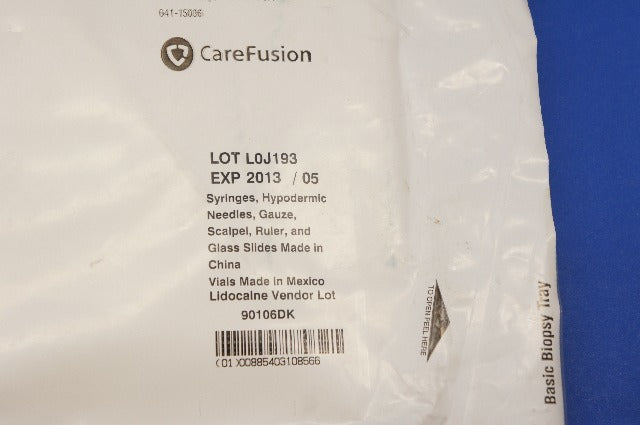 641-15036
CareFusion
LOT L0J193
EXP 2013 / 05
Syringes, Hypodermic
Needles, Gauze,
Scalpel, Ruler, and
Glass Slides Made in
China
Vials Made in Mexico
Lidocaine Vendor Lot
90106DK
(01)00885403108566
TO OPEN PEEL HERE
Basic Biopsy Tray